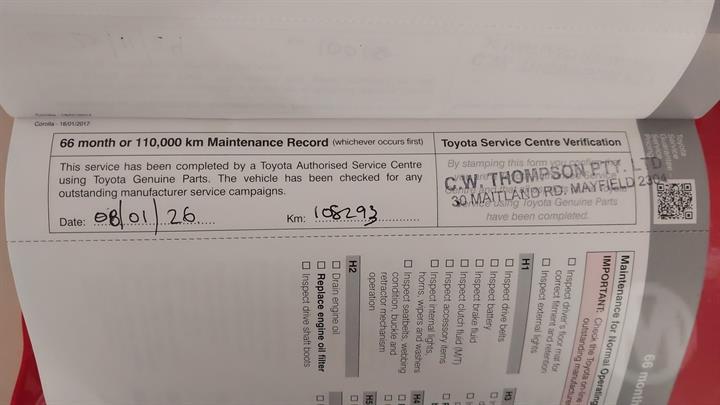 Corolla - 16/01/2017
66 month or 110,000 km Maintenance Record (whichever occurs first)
This service has been completed by a Toyota Authorised Service Centre
using Toyota Genuine Parts. The vehicle has been checked for any
outstanding manufacturer service campaigns.
Date: 08/01/26
Km: 108293
Toyota Service Centre Verification
By stamping this form you
C.W. THOMPSON PTY. LTD
30 MAITLAND RD, MAYFIELD 2304
using Toyota Genuine Parts
have been completed.
Toyota
Service
66 month
Maintenance for Normal Operating
IMPORTANT: Check the Toyota on-line
outstanding manufacturer
☐ Inspect driver's floor mat for
correct fitment and retention
☐ Inspect external lights
H1
☐ Inspect drive belts
☐ Inspect battery
☐ Inspect brake fluid
☐ Inspect clutch fluid (M/T)
☐ Inspect accessory items
☐ Inspect internal lights,
horns, wipers and washers
☐ Inspect seatbelts, webbing
condition, buckle and
retractor mechanism
operation
H2
☐ Drain engine oil
☐ Replace engine oil filter
☐ Inspect drive shaft boots
H3
H4
H5